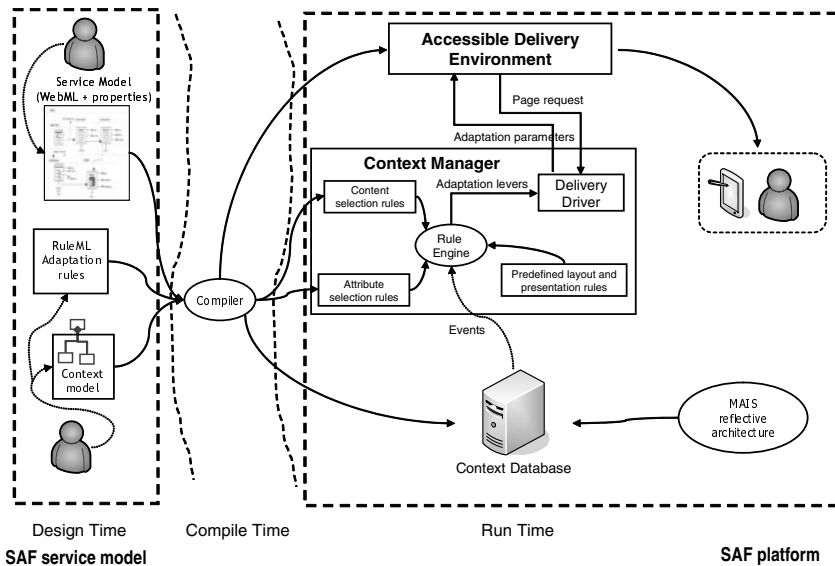 Service Model
(WebML + properties)
RuleML
Adaptation
rules
Context
model
Compiler
Accessible Delivery
Environment
Page request
Adaptation parameters
Context Manager
Content
selection rules
Adaptation levers
Delivery
Driver
Rule
Engine
Attribute
selection rules
Predefined layout and
presentation rules
Events
Context Database
MAIS
reflective
architecture
Design Time
Compile Time
Run Time
SAF service model
SAF platform